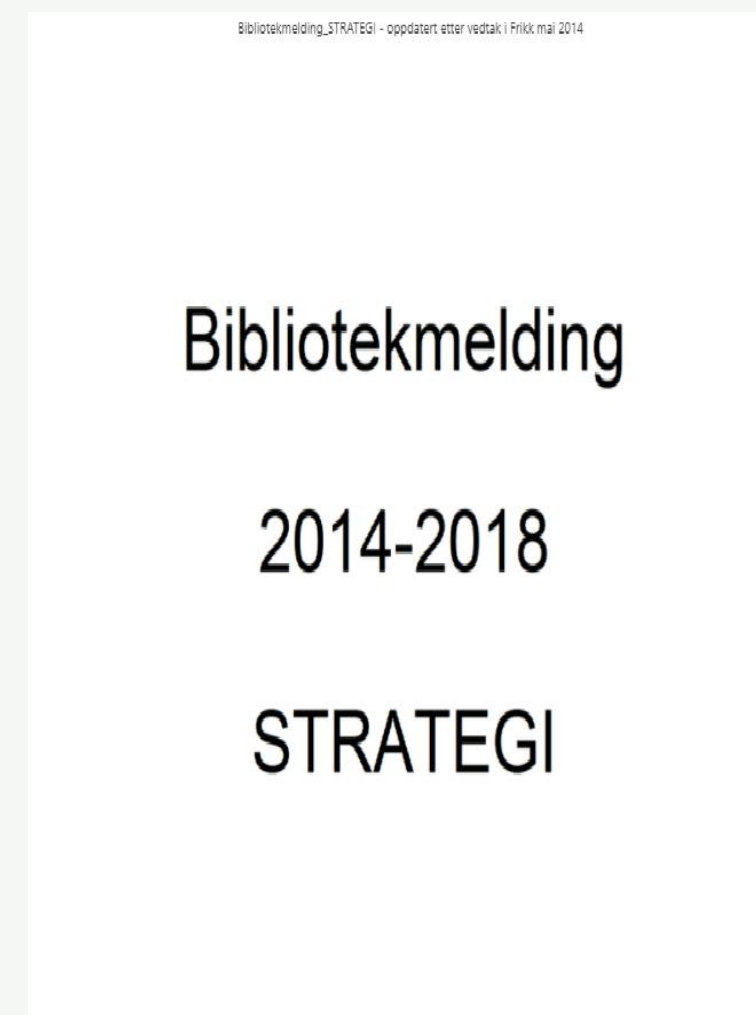 Bibliotekmelding_STRATEGI - oppdatert etter vedtak i Frikk mai 2014
Bibliotekmelding
2014-2018
STRATEGI